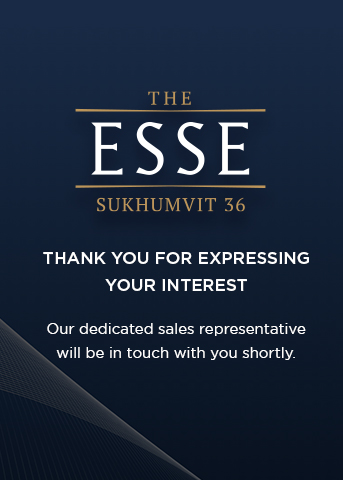 THE
ESSE
SUKHUMVIT 36
THANK YOU FOR EXPRESSING
YOUR INTEREST
Our dedicated sales representative
will be in touch with you shortly.